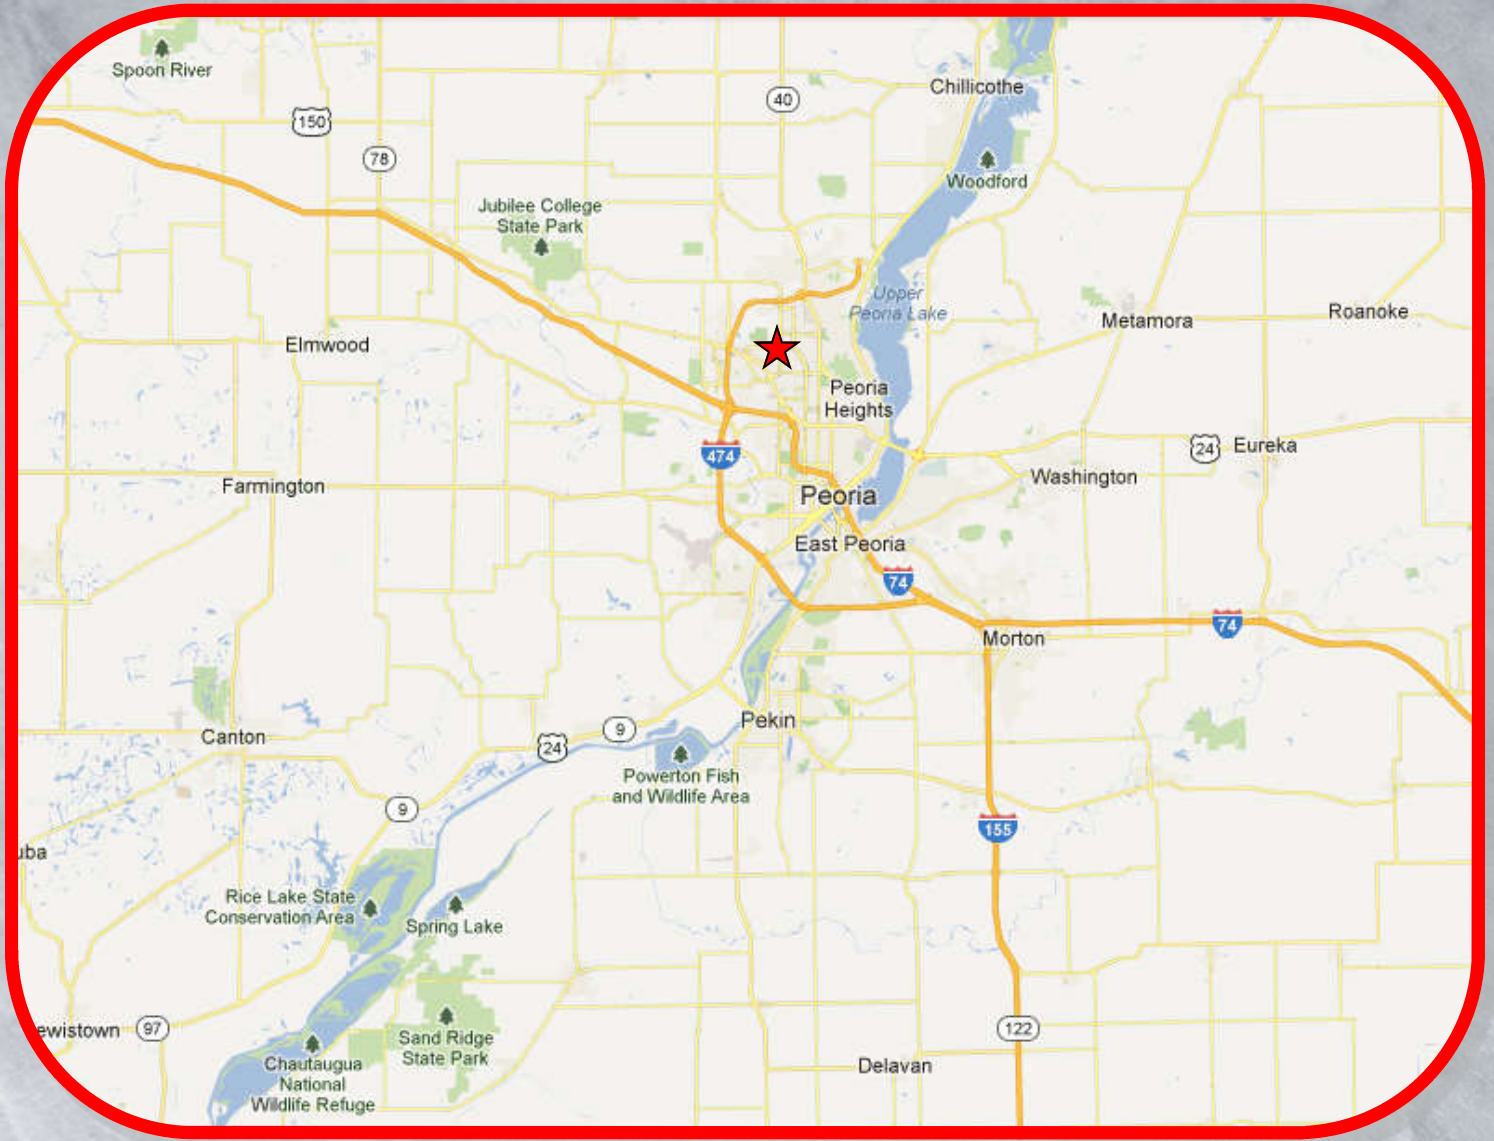 Spoon River
150
78
40
Chillicothe
Woodford
Jubilee College
State Park
Upper
Peoria Lake
Metamora
Roanoke
Elmwood
Peoria
Heights
474
24
Eureka
Washington
Farmington
Peoria
East Peoria
74
74
Morton
Pekin
9
24
Canton
Powerton Fish
and Wildlife Area
9
155
uba
Rice Lake State
Conservation Area
Spring Lake
ewistown
97
Sand Ridge
State Park
122
Chautaugua
National
Wildlife Refuge
Delavan